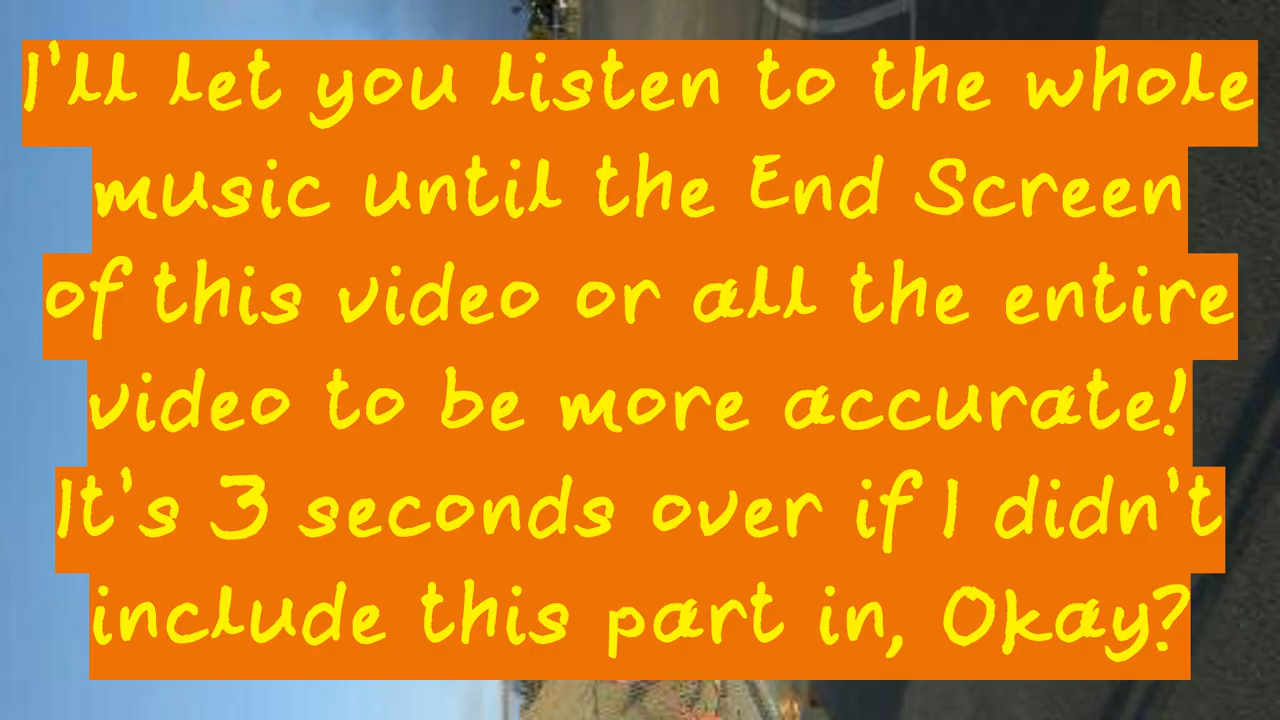 I'll let you listen to the whole
music until the End Screen
of this video or all the entire
video to be more accurate!
It's 3 seconds over if I didn't
include this part in, Okay?